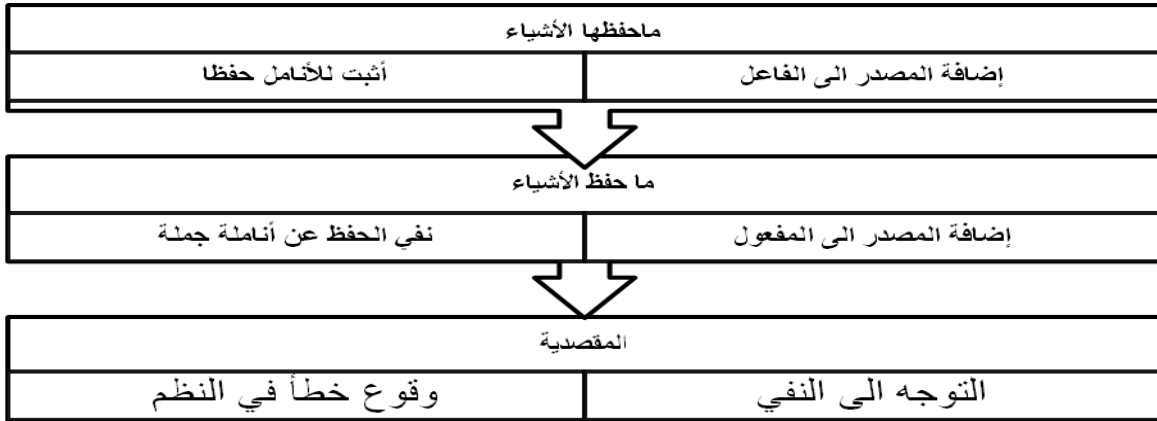 ماحفظها الأشياء
إضافة المصدر الى الفاعل
أثبت للأنامل حفظا
ما حفظ الأشياء
إضافة المصدر الى المفعول
نفي الحفظ عن أناملة جملة
المقصدية
التوجه الى النفي
وقوع خطأ في النظم